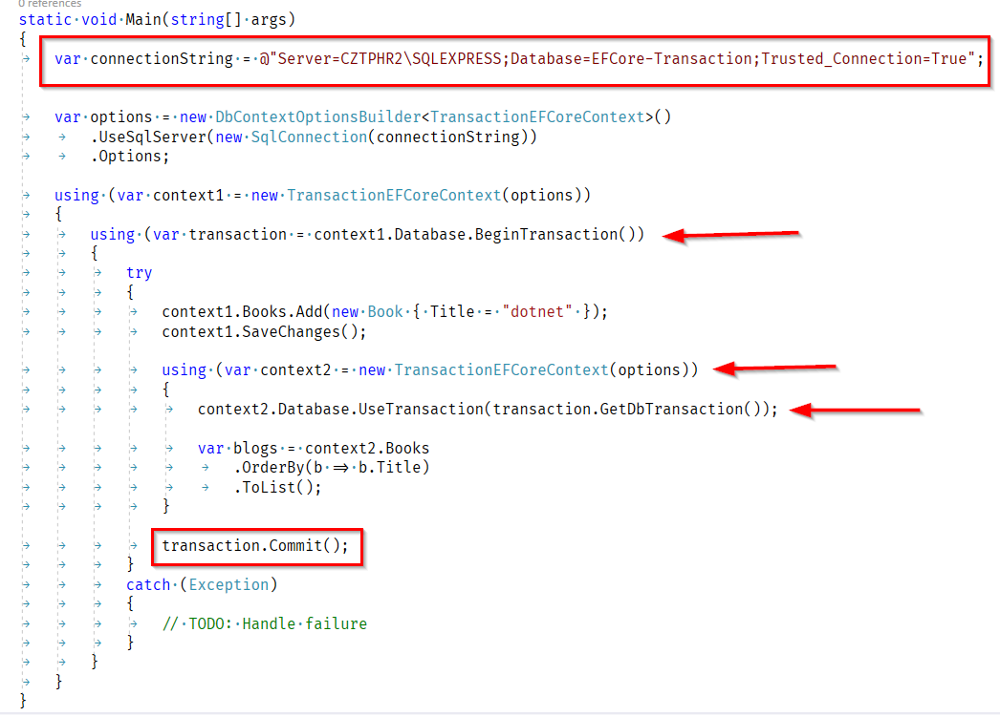 0 references
static void Main(string[] args)
{
var connectionString = @"Server=CZTPHR2\SQLEXPRESS;Database=EFCore-Transaction;Trusted_Connection=True";
var options = new DbContextOptionsBuilder<TransactionEFCoreContext>()
.UseSqlServer(new SqlConnection(connectionString))
.Options;
using (var context1 = new TransactionEFCoreContext(options))
{
using (var transaction = context1.Database.BeginTransaction())
{
try
{
context1.Books.Add(new Book { Title = "dotnet" });
context1.SaveChanges();
using (var context2 = new TransactionEFCoreContext(options))
{
context2.Database.UseTransaction(transaction.GetDbTransaction());
var blogs = context2.Books
.OrderBy(b => b.Title)
.ToList();
}
transaction.Commit();
}
catch (Exception)
{
// TODO: Handle failure
}
}
}
}